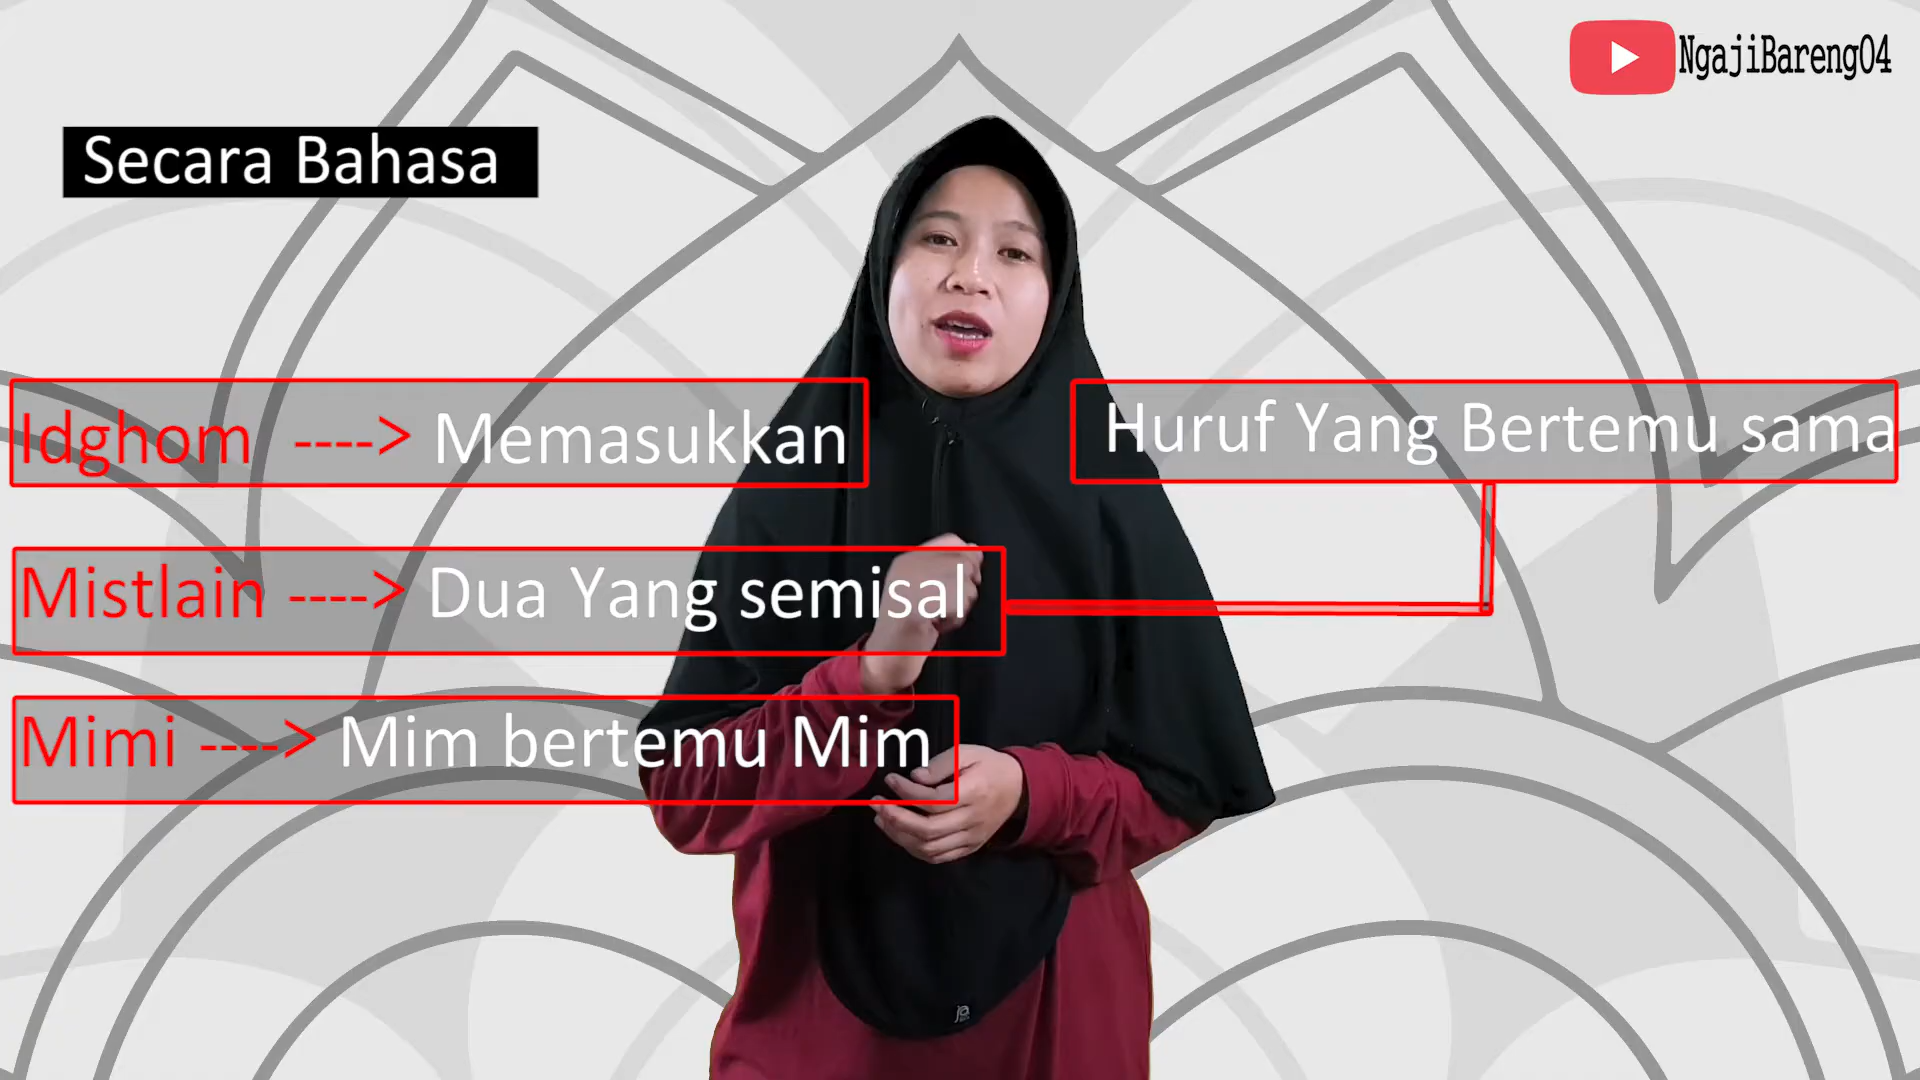 NgajiBareng04
Secara Bahasa
Idghom ----> Memasukkan
Huruf Yang Bertemu sama
Mistlain ----> Dua Yang semisal
Mimi ----> Mim bertemu Mim